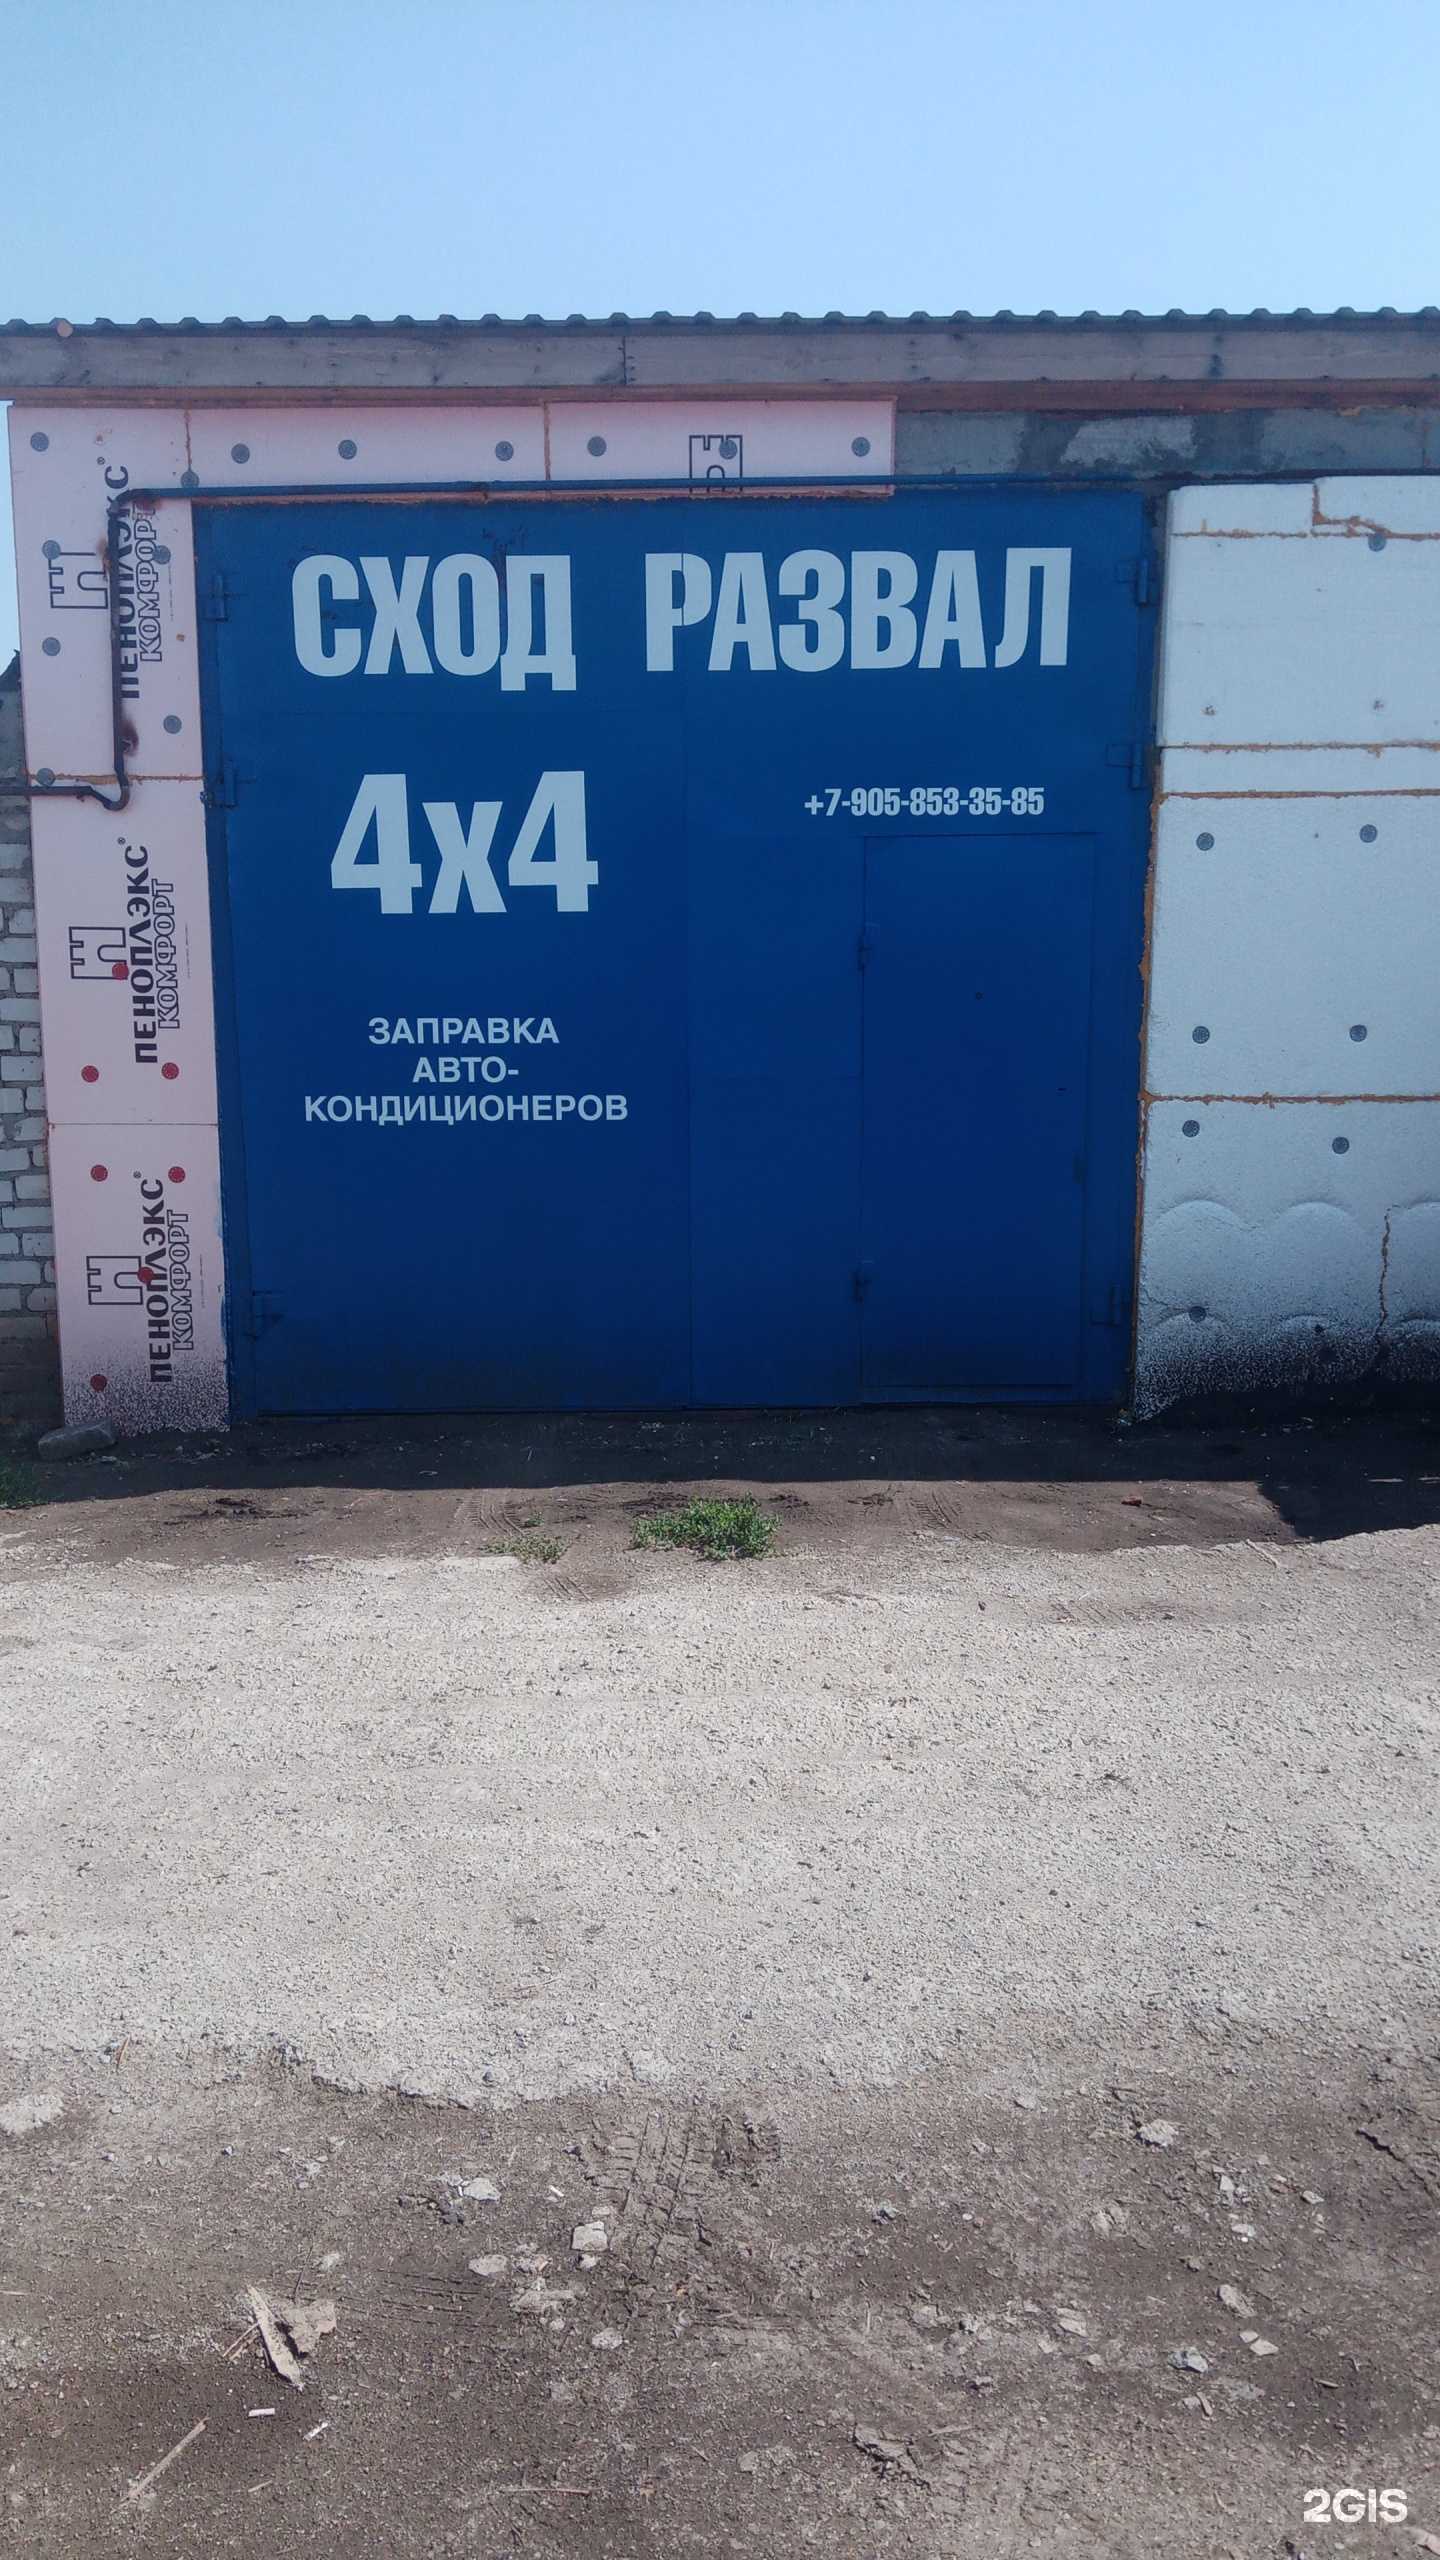 ПЕНОПЛЭКС®
КОМФОРТ
СХОД РАЗВАЛ
4х4
+7-905-853-35-85
ЗАПРАВКА
АВТО-
КОНДИЦИОНЕРОВ
ПЕНОПЛЭКС®
КОМФОРТ
ПЕНОПЛЭКС®
КОМФОРТ
2GIS